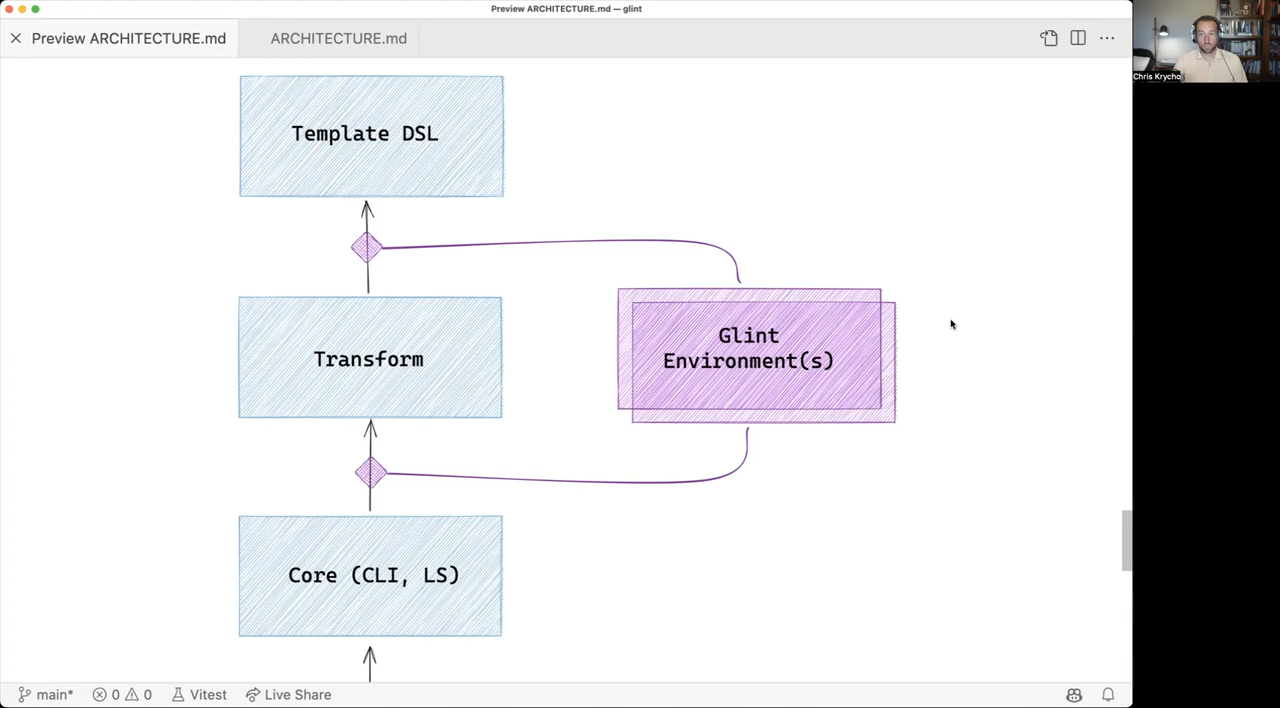 Preview ARCHITECTURE.md — glint
Preview ARCHITECTURE.md
ARCHITECTURE.md
Chris Krycho
Template DSL
Transform
Glint
Environment(s)
Core (CLI, LS)
main*
0
0
Vitest
Live Share